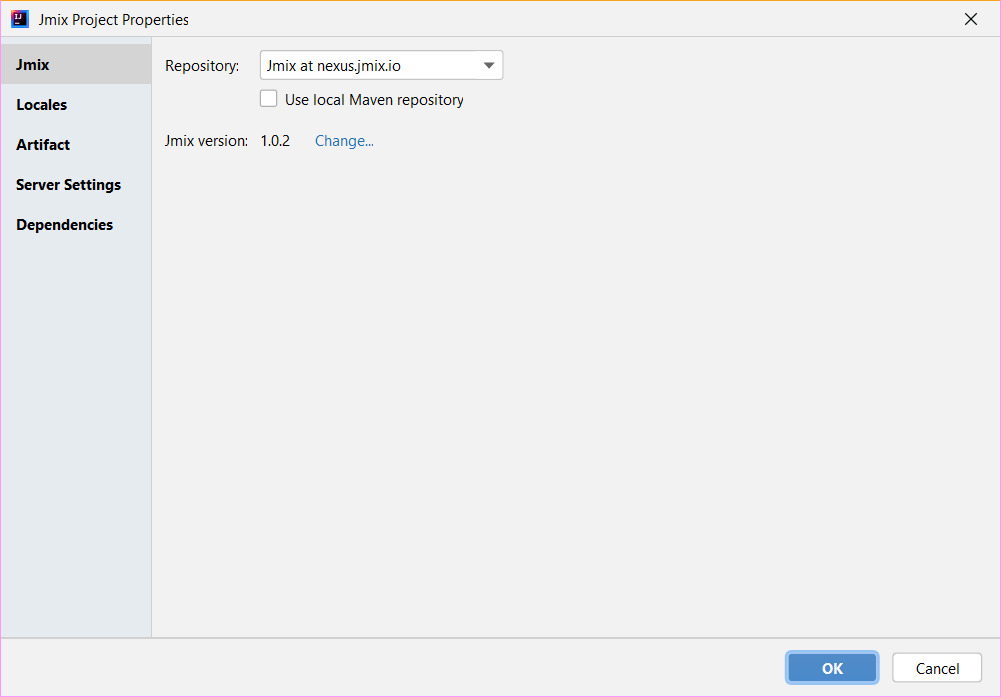 Jmix Project Properties
Jmix
Locales
Artifact
Server Settings
Dependencies
Repository: Jmix at nexus.jmix.io
Use local Maven repository
Jmix version: 1.0.2 Change...
OK Cancel